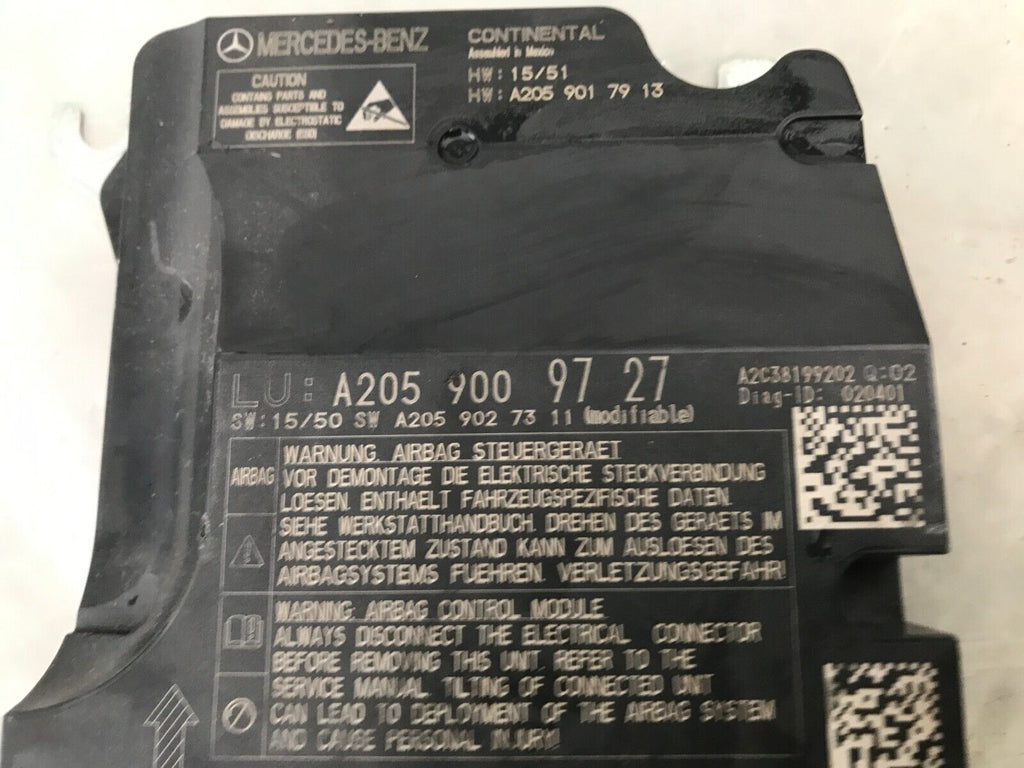 MERCEDES-BENZ
CONTINENTAL
Assembled in Mexico
HW: 15/51
HW: A205 901 79 13
CAUTION
CONTAINS PARTS AND
ASSEMBLIES SUSCEPTIBLE TO
DAMAGE BY ELECTROSTATIC
DISCHARGE (ESD)
LU: A205 900 97 27
A2C38199202 Q:02
Diag-ID: 020401
SW: 15/50 SW A205 902 73 11 (modifiable)
AIRBAG
WARNUNG. AIRBAG STEUERGERAET
VOR DEMONTAGE DIE ELEKTRISCHE STECKVERBINDUNG
LOESEN. ENTHAELT FAHRZEUGSPEZIFISCHE DATEN.
SIEHE WERKSTATTHANDBUCH. DREHEN DES GERAETS IM
ANGESTECKTEM ZUSTAND KANN ZUM AUSLOESEN DES
AIRBAGSYSTEMS FUEHREN. VERLETZUNGSGEFAHR!
WARNING. AIRBAG CONTROL MODULE
ALWAYS DISCONNECT THE ELECTRICAL CONNECTOR
BEFORE REMOVING THIS UNIT. REFER TO THE
SERVICE MANUAL. TILTING OF CONNECTED UNIT
CAN LEAD TO DEPLOYMENT OF THE AIRBAG SYSTEM
AND CAUSE PERSONAL INJURY!